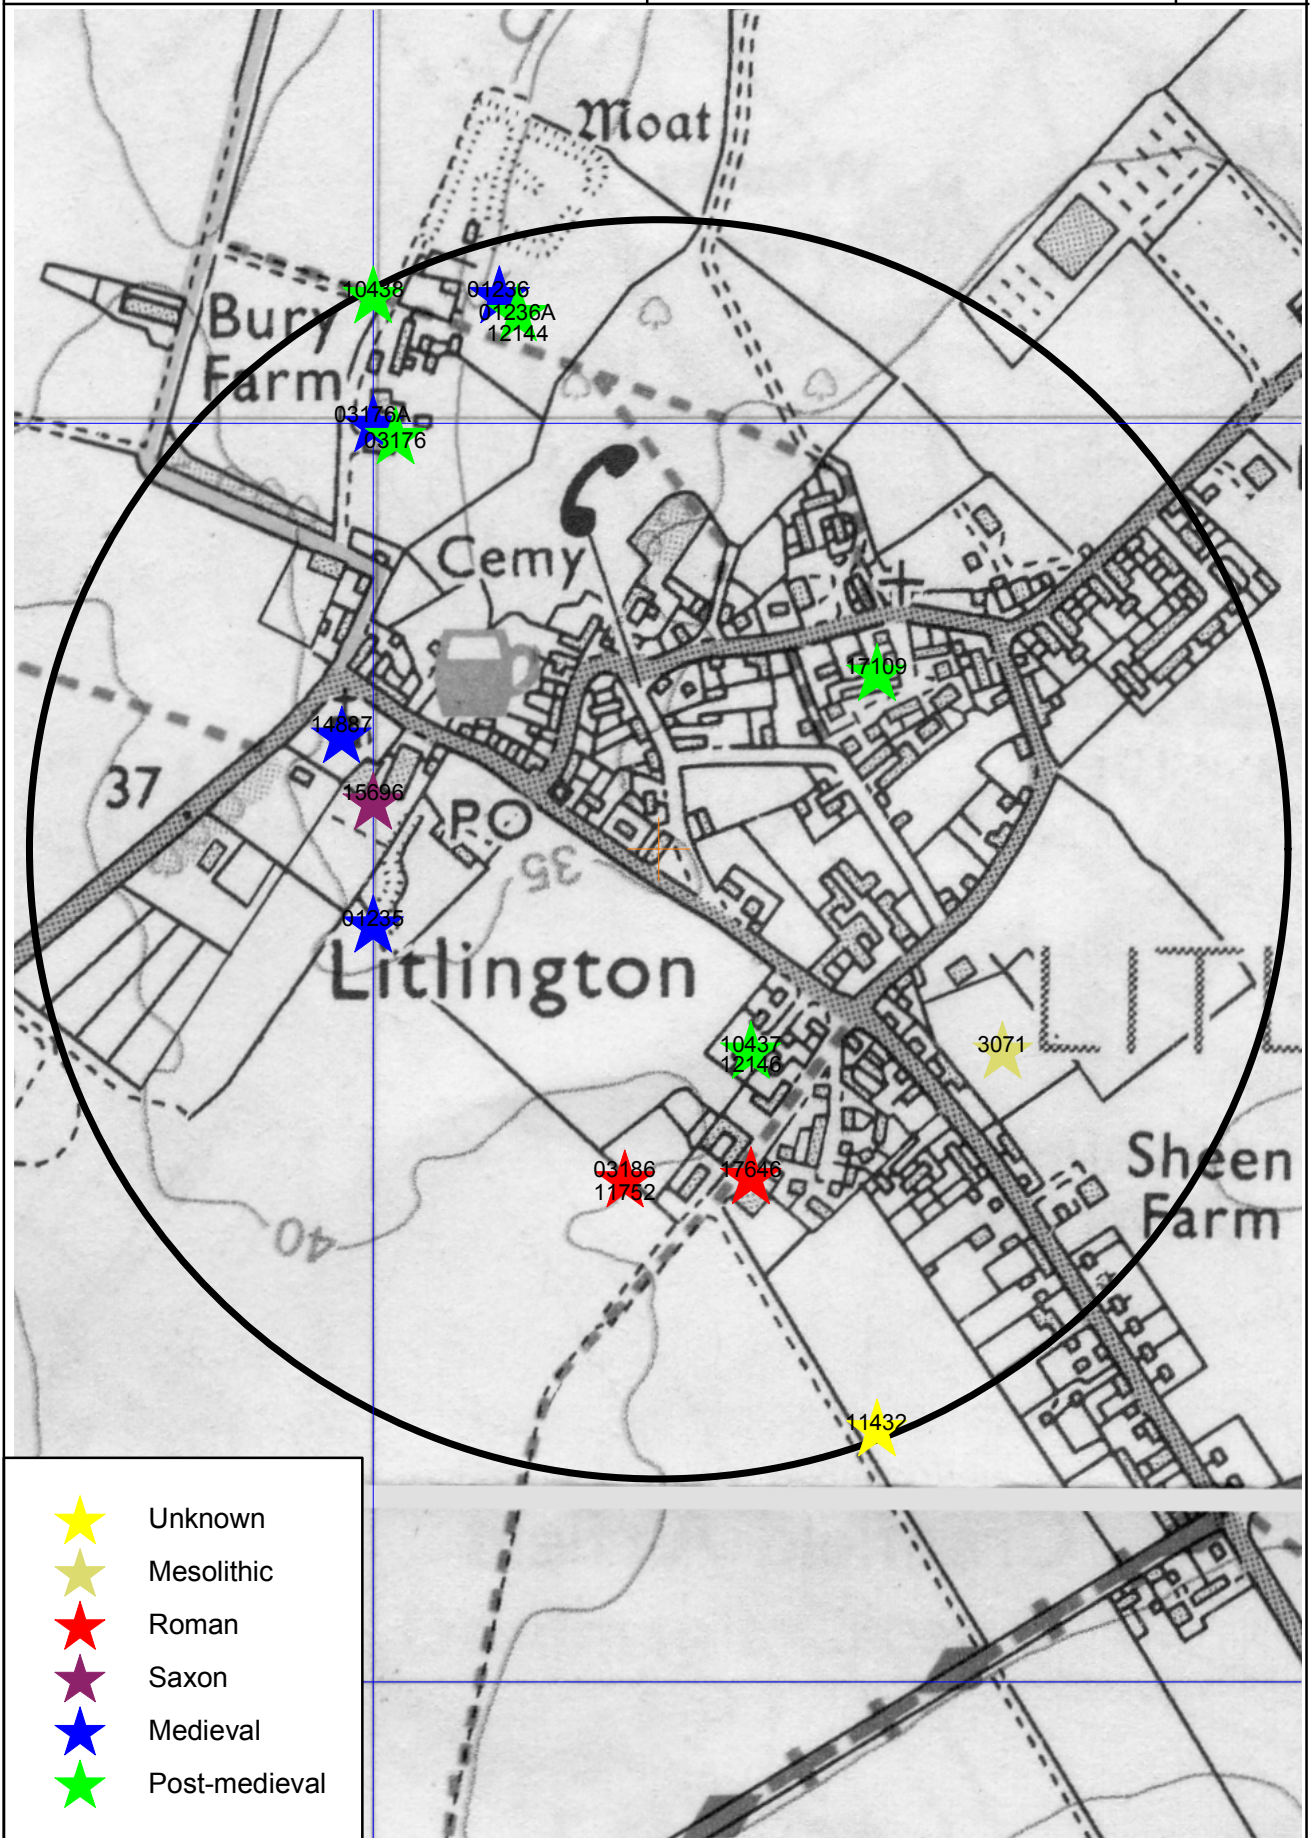 Moat
10438
01236
01236A
12144
Bury
Farm
03176A
03176
Cemy
17109
14887
37
15696
PO
35
01235
Litlington
LITL
10437
12146
3071
03186
11752
17646
Sheen
Farm
40
11432
Unknown
Mesolithic
Roman
Saxon
Medieval
Post-medieval